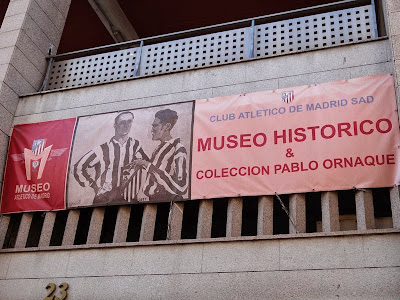 MUSEO
ATLETICO DE MADRID
CLUB ATLETICO DE MADRID SAD
MUSEO HISTORICO
&
COLECCION PABLO ORNAQUE
23